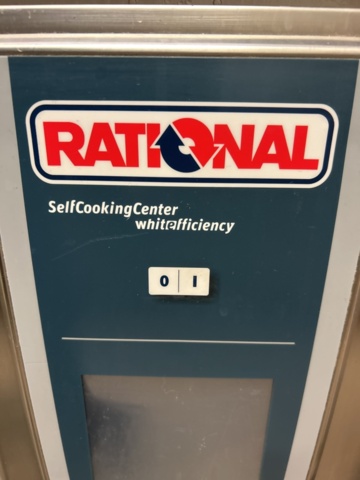 RATIONAL
SelfCookingCenter
whitefficiency
0 | I